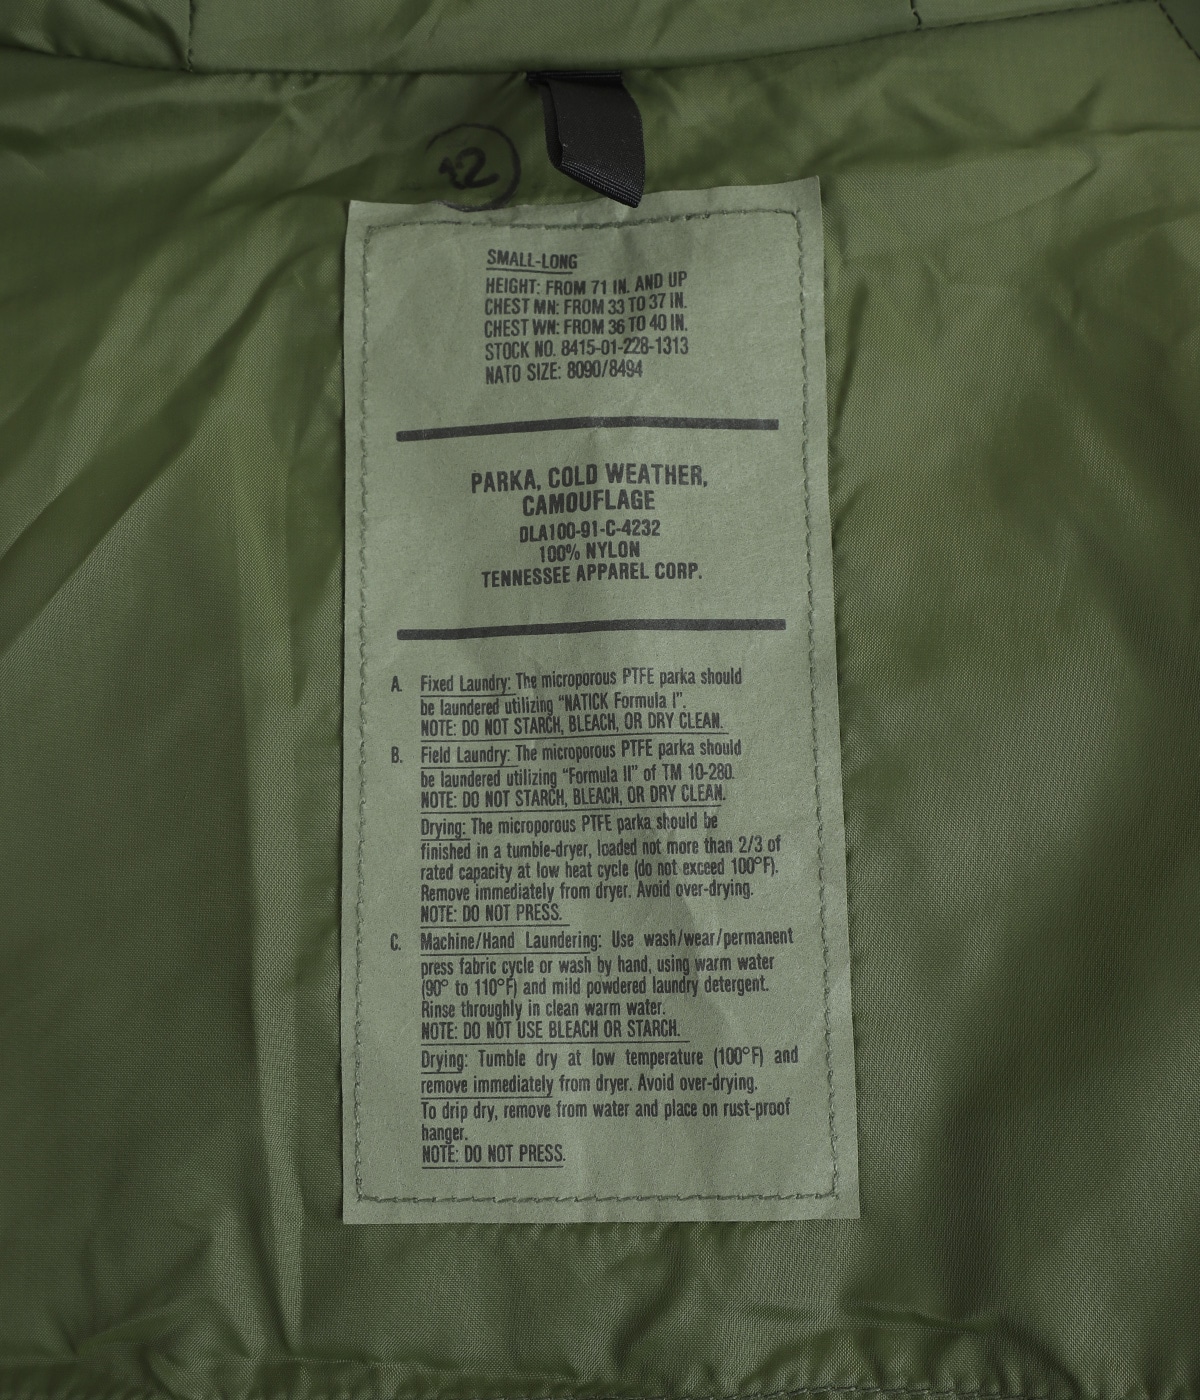 12
SMALL-LONG
HEIGHT: FROM 71 IN. AND UP
CHEST MN: FROM 33 TO 37 IN.
CHEST WN: FROM 36 TO 40 IN.
STOCK NO. 8415-01-228-1313
NATO SIZE: 8090/8494
PARKA, COLD WEATHER,
CAMOUFLAGE
DLA100-91-C-4232
100% NYLON
TENNESSEE APPAREL CORP.
A. Fixed Laundry: The microporous PTFE parka should
be laundered utilizing “NATICK Formula I”.
NOTE: DO NOT STARCH, BLEACH, OR DRY CLEAN.
B. Field Laundry: The microporous PTFE parka should
be laundered utilizing “Formula II” of TM 10-280.
NOTE: DO NOT STARCH, BLEACH, OR DRY CLEAN.
Drying: The microporous PTFE parka should be
finished in a tumble-dryer, loaded not more than 2/3 of
rated capacity at low heat cycle (do not exceed 100°F).
Remove immediately from dryer. Avoid over-drying.
NOTE: DO NOT PRESS.
C. Machine/Hand Laundering: Use wash/wear/permanent
press fabric cycle or wash by hand, using warm water
(90° to 110°F) and mild powdered laundry detergent.
Rinse throughly in clean warm water.
NOTE: DO NOT USE BLEACH OR STARCH.
Drying: Tumble dry at low temperature (100°F) and
remove immediately from dryer. Avoid over-drying.
To drip dry, remove from water and place on rust-proof
hanger.
NOTE: DO NOT PRESS.